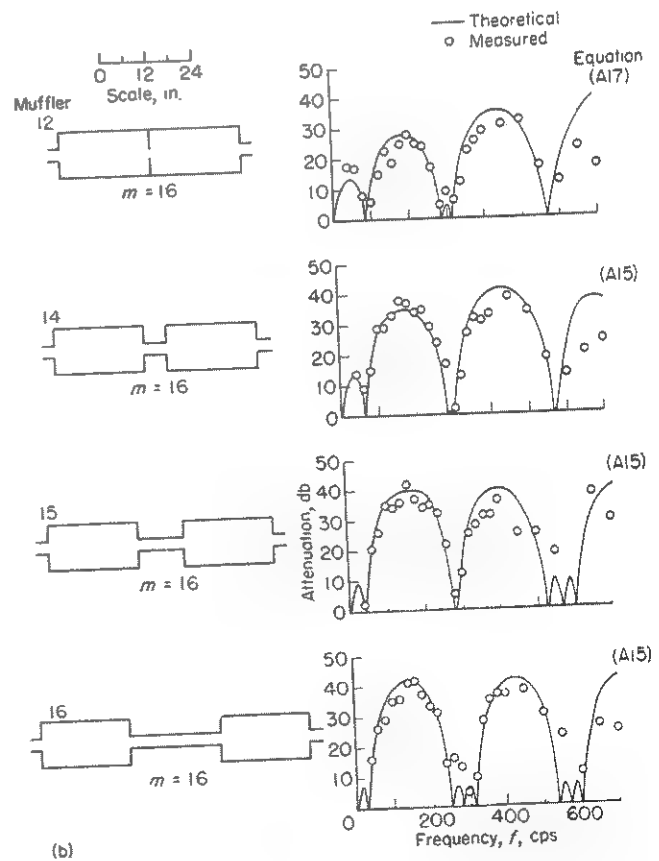 Theoretical
Measured
0 12 24
Scale, in.
Muffler
12
m = 16
Equation
(A17)
50
40
30
20
10
0
14
m = 16
(A15)
50
40
30
20
10
0
15
m = 16
(A15)
50
40
30
20
10
0
Attenuation, db
16
m = 16
(A15)
50
40
30
20
10
0 200 400 600
Frequency, f, cps
(b)